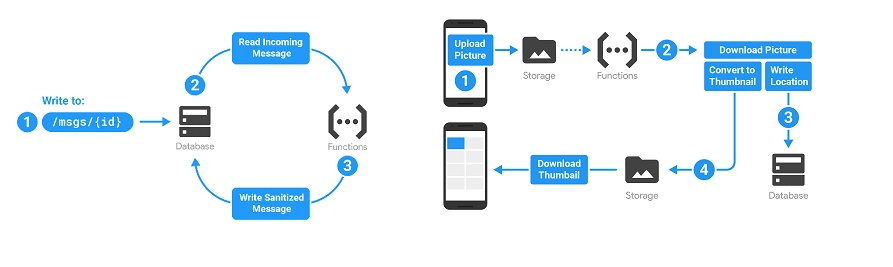 Read Incoming
Message
2
Write to:
1
/msgs/{id}
Database
Functions
3
Write Sanitized
Message
Upload
Picture
1
Storage
Functions
2
Download Picture
Convert to
Thumbnail
Write
Location
3
Download
Thumbail
Storage
4
Database